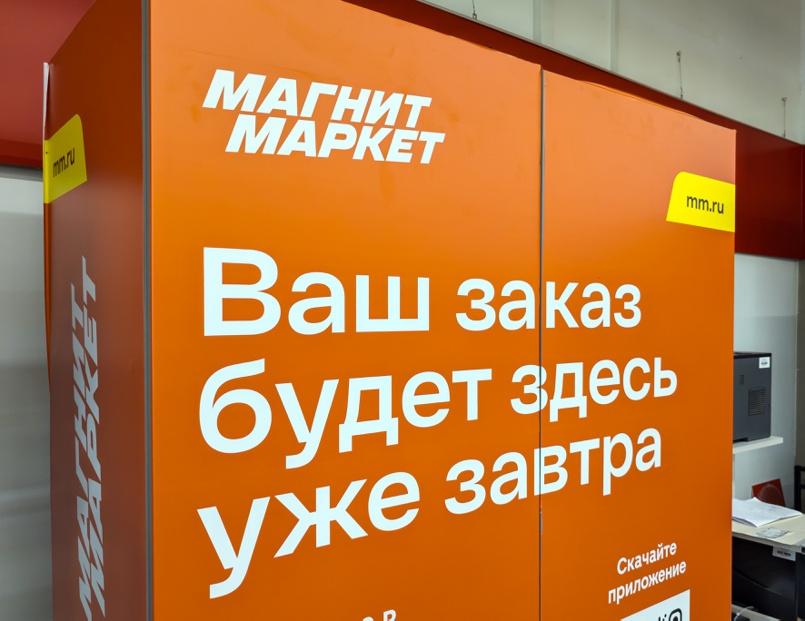 МАГНИТ
МАРКЕТ
mm.ru
mm.ru
МАГНИТ
МАРКЕТ
Ваш заказ
будет здесь
уже завтра
Скачайте
приложение